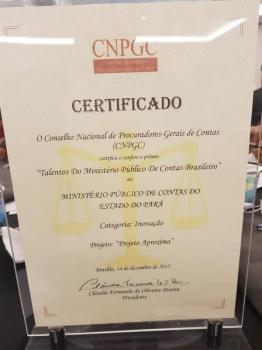 CNPGC
CERTIFICADO
O Conselho Nacional de Procuradores-Gerais de Contas
(CNPGC)
certifica e confere o prêmio
"Talentos Do Ministério Público De Contas Brasileiro"
ao
MINISTÉRIO PÚBLICO DE CONTAS DO
ESTADO DO PARÁ
Categoria: Inovação
Projeto: "Projeto Aproxima"
Brasília, 14 de dezembro de 2017
Cláudia Fernanda de Oliveira Pereira
Presidente